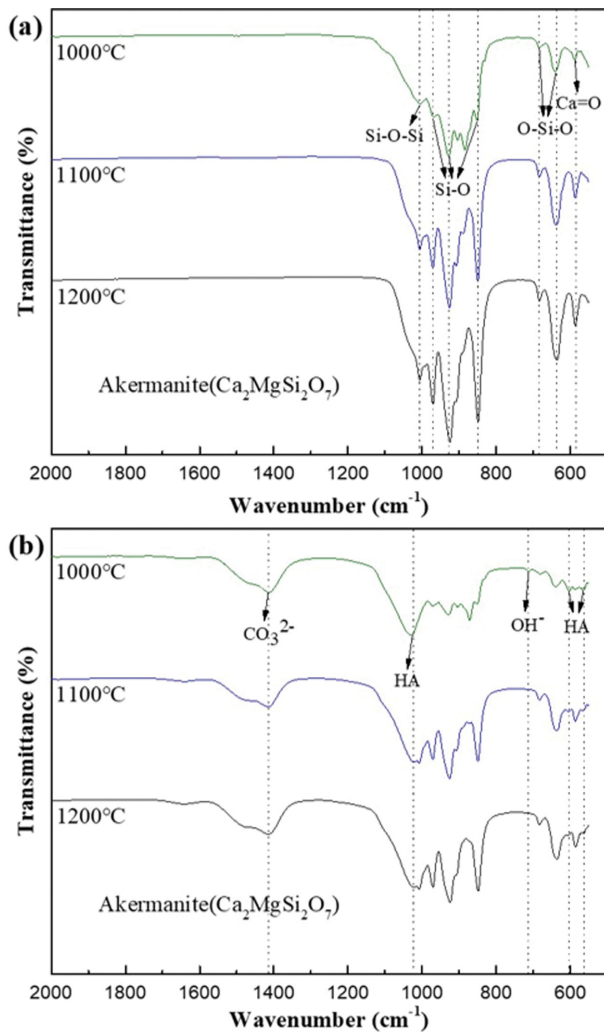 (a)
1000°C
Ca=O
Si-O-Si
O-Si-O
Si-O
1100°C
1200°C
Akermanite(Ca₂MgSi₂O₇)
Transmittance (%)
2000 1800 1600 1400 1200 1000 800 600
Wavenumber (cm⁻¹)
(b)
1000°C
CO₃²⁻
HA
OH⁻
HA
1100°C
1200°C
Akermanite(Ca₂MgSi₂O₇)
Transmittance (%)
2000 1800 1600 1400 1200 1000 800 600
Wavenumber (cm⁻¹)